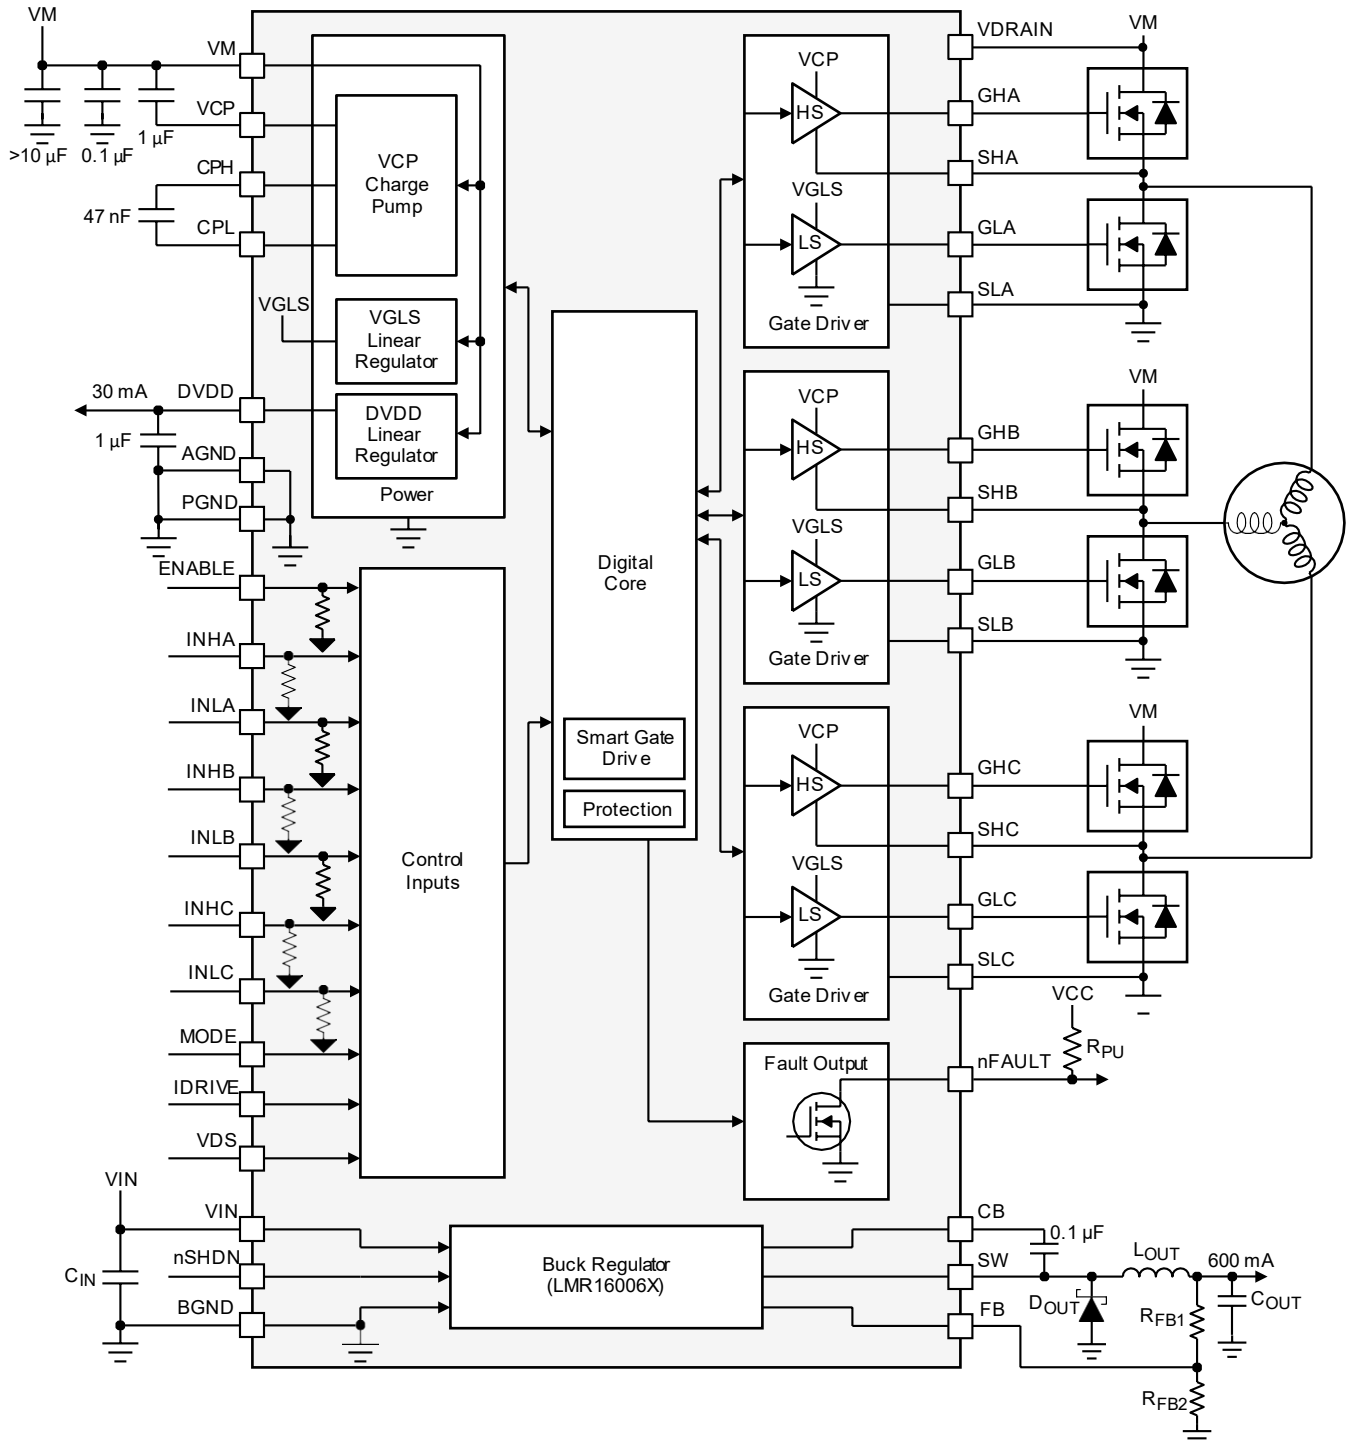 VM
VM
VCP
>10 µF
0.1 µF
1 µF
CPH
47 nF
CPL
VCP
Charge
Pump
VGLS
VGLS
Linear
Regulator
30 mA
DVDD
1 µF
DVDD
Linear
Regulator
AGND
PGND
Power
ENABLE
INHA
INLA
INHB
INLB
INHC
INLC
MODE
IDRIVE
VDS
Control
Inputs
Digital
Core
Smart Gate
Drive
Protection
VCP
HS
VGLS
LS
Gate Driver
VCP
HS
VGLS
LS
Gate Driver
VCP
HS
VGLS
LS
Gate Driver
VDRAIN
VM
GHA
SHA
GLA
SLA
VM
GHB
SHB
GLB
SLB
VM
GHC
SHC
GLC
SLC
VCC
RPU
nFAULT
Fault Output
VIN
VIN
CIN
nSHDN
BGND
Buck Regulator
(LMR16006X)
CB
0.1 µF
SW
LOUT
600 mA
DOUT
COUT
FB
RFB1
RFB2